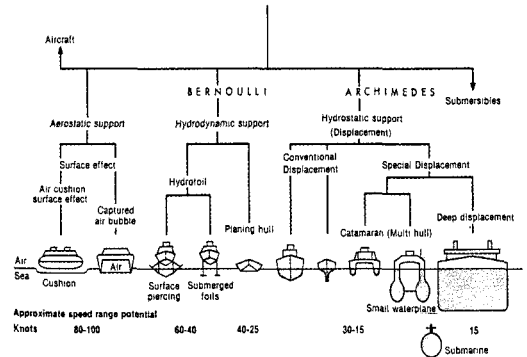 Aircraft
BERNOULLI
ARCHIMEDES
Submersibles
Aerostatic support
Hydrodynamic support
Hydrostatic support
(Displacement)
Surface effect
Conventional
Displacement
Special Displacement
Air cushion
surface effect
Hydrofoil
Captured
air bubble
Planing hull
Catamaran (Multi hull)
Deep displacement
Air
Sea
Cushion
Air
Surface
piercing
Submerged
foils
Small waterplane
Approximate speed range potential
Knots 80-100 60-40 40-25 30-15 15
Submarine